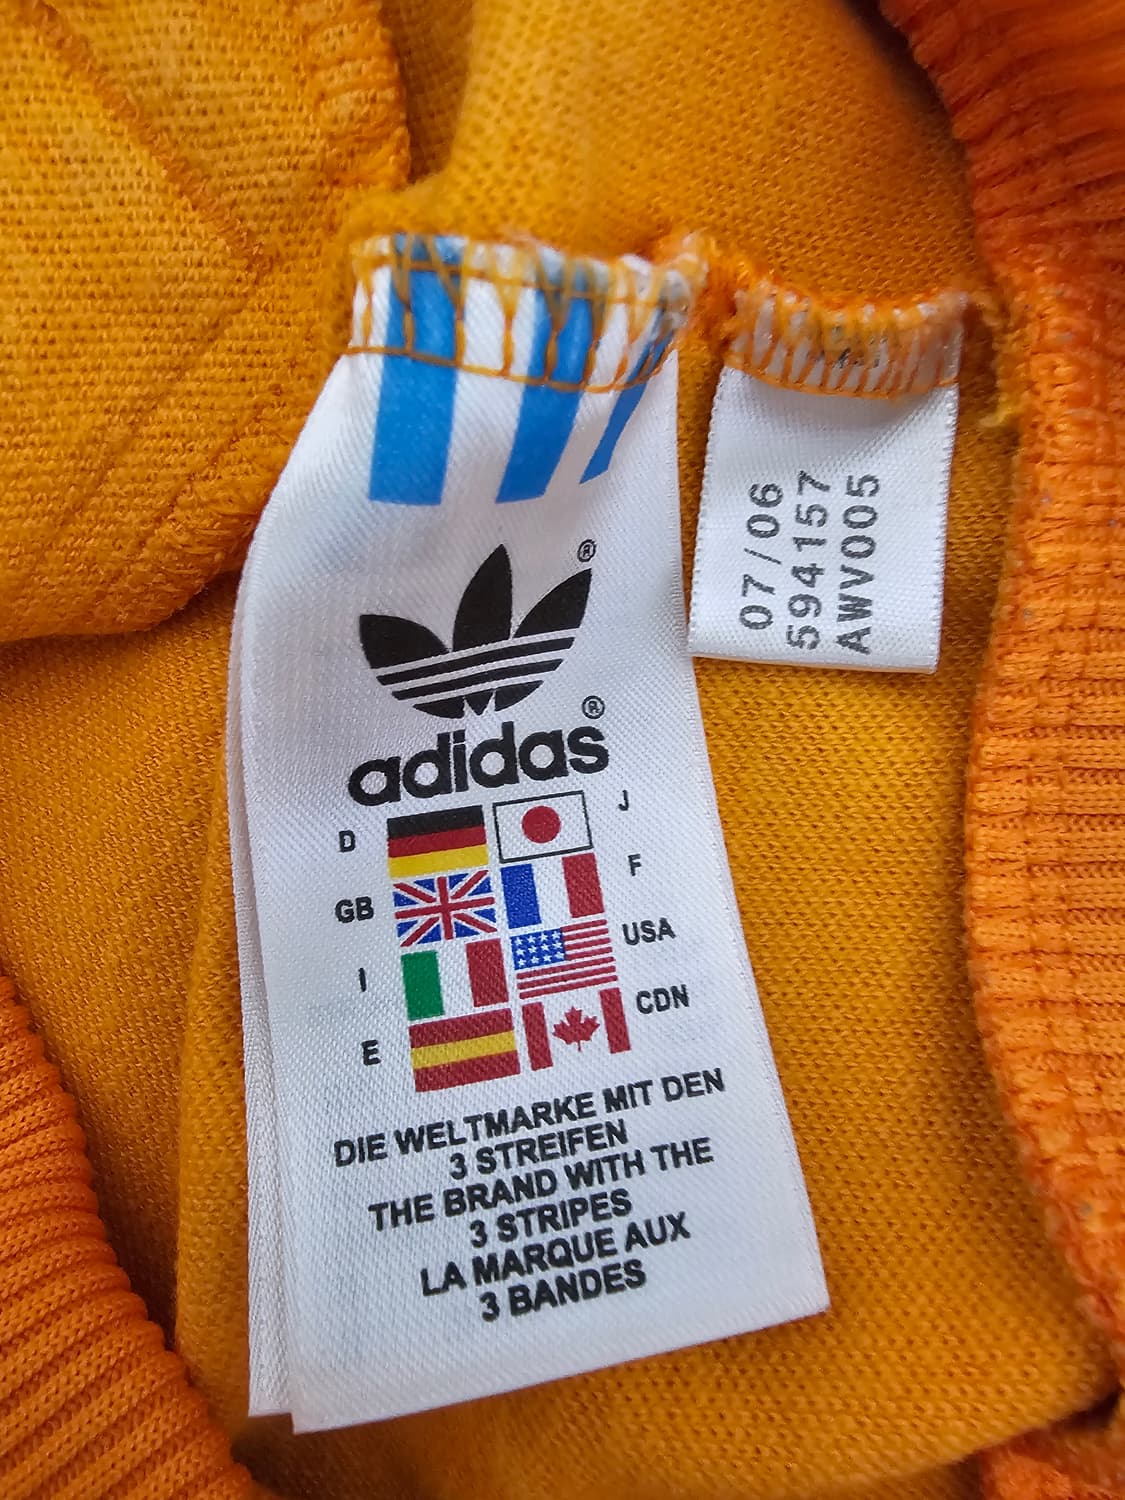 07/06
594157
AWV005
®
adidas®
D J
GB F
I USA
E CDN
DIE WELTMARKE MIT DEN
3 STREIFEN
THE BRAND WITH THE
3 STRIPES
LA MARQUE AUX
3 BANDES